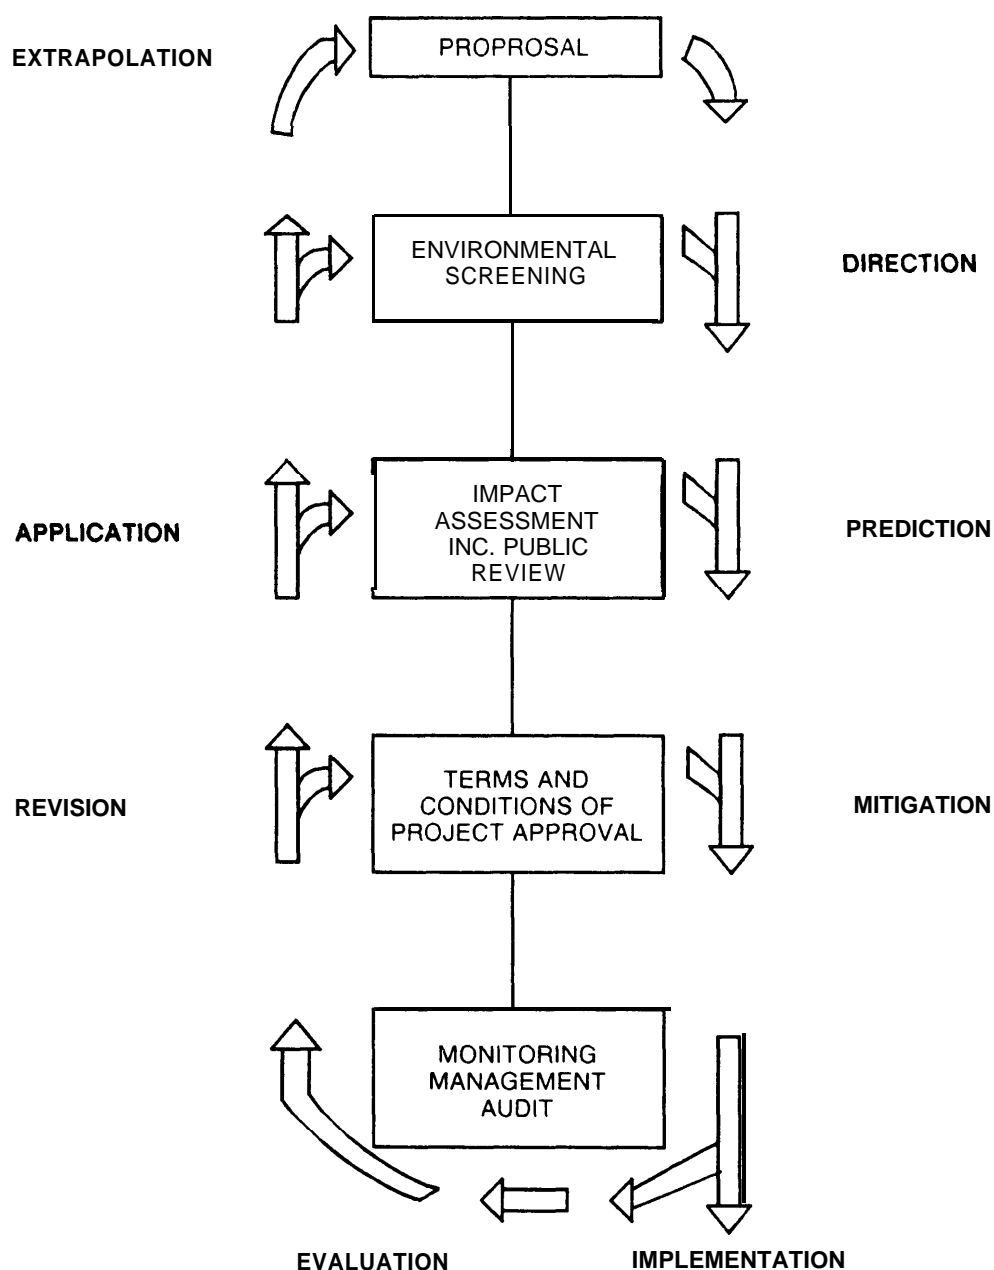 EXTRAPOLATION
PROPROSAL
ENVIRONMENTAL
SCREENING
DIRECTION
APPLICATION
IMPACT
ASSESSMENT
INC. PUBLIC
REVIEW
PREDICTION
REVISION
TERMS AND
CONDITIONS OF
PROJECT APPROVAL
MITIGATION
MONITORING
MANAGEMENT
AUDIT
EVALUATION
IMPLEMENTATION